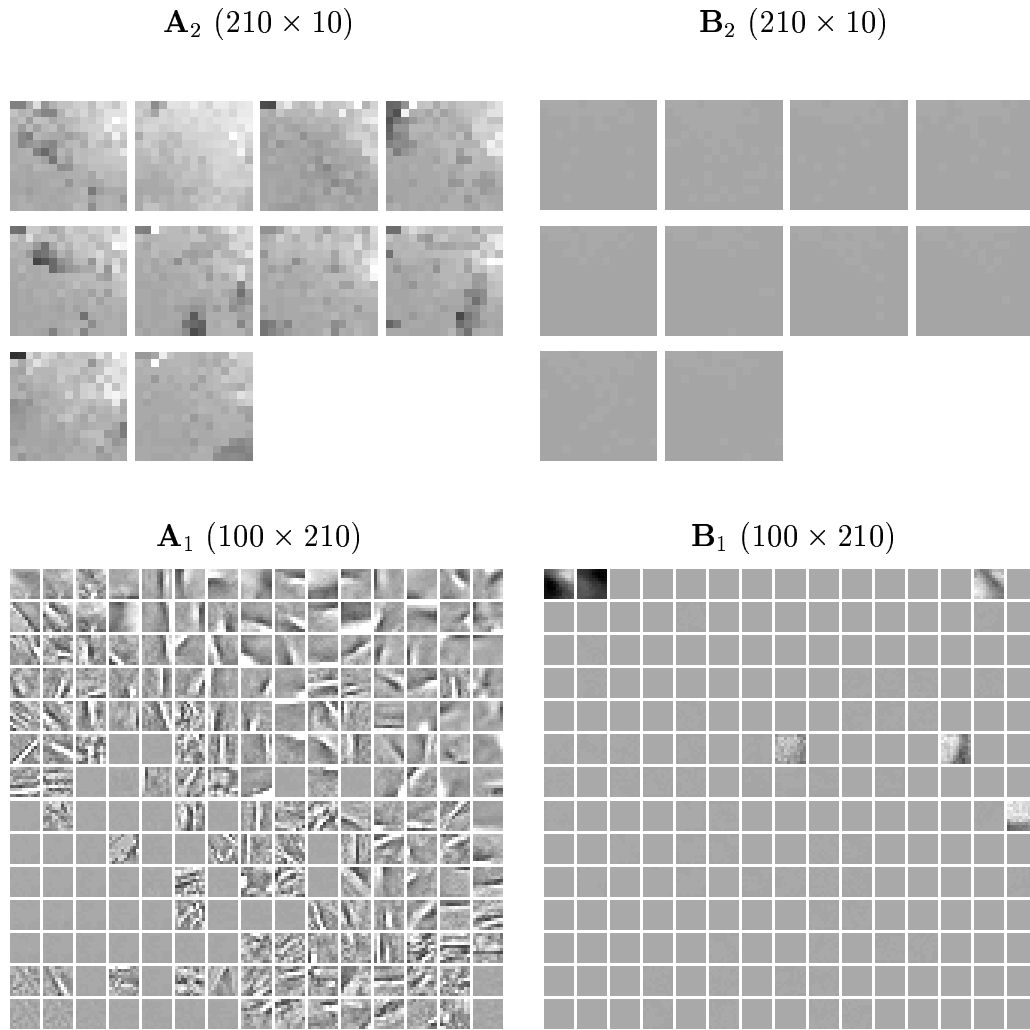 A₂ (210 × 10)
B₂ (210 × 10)
A₁ (100 × 210)
B₁ (100 × 210)